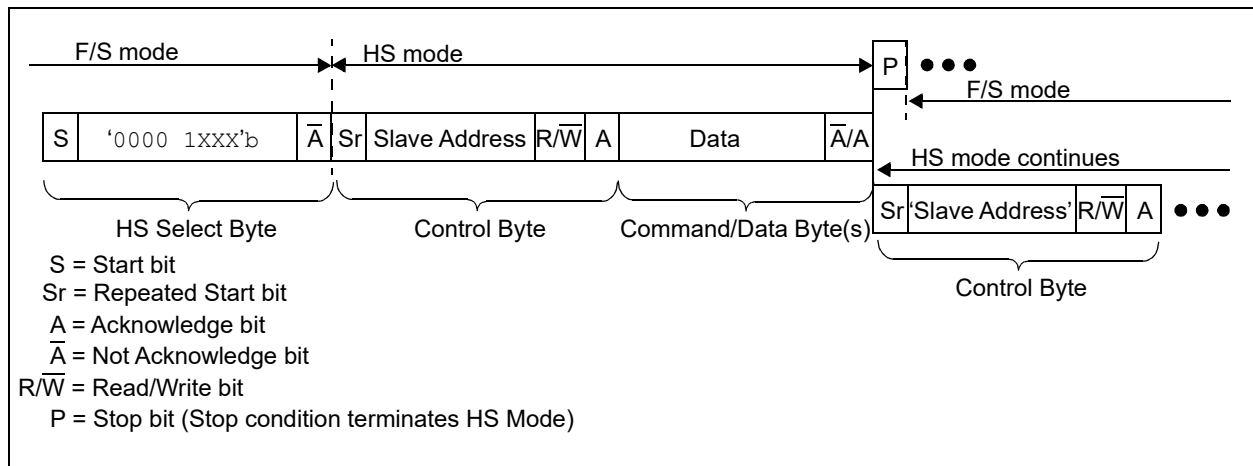 F/S mode
HS mode
P
F/S mode
S '0000 1XXX'b A̅ Sr Slave Address R/W̅ A Data A̅/A
HS mode continues
Sr 'Slave Address' R/W̅ A
HS Select Byte
Control Byte
Command/Data Byte(s)
Control Byte
S = Start bit
Sr = Repeated Start bit
A = Acknowledge bit
A̅ = Not Acknowledge bit
R/W̅ = Read/Write bit
P = Stop bit (Stop condition terminates HS Mode)